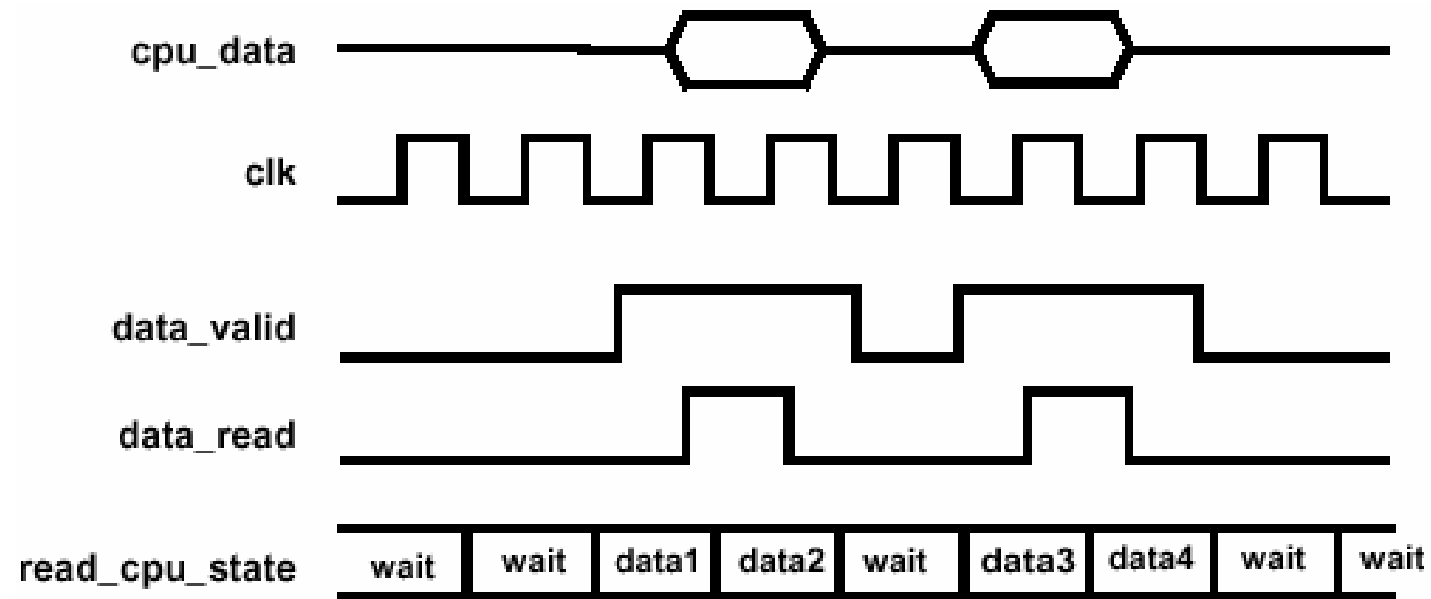 cpu_data
clk
data_valid
data_read
read_cpu_state wait wait data1 data2 wait data3 data4 wait wait